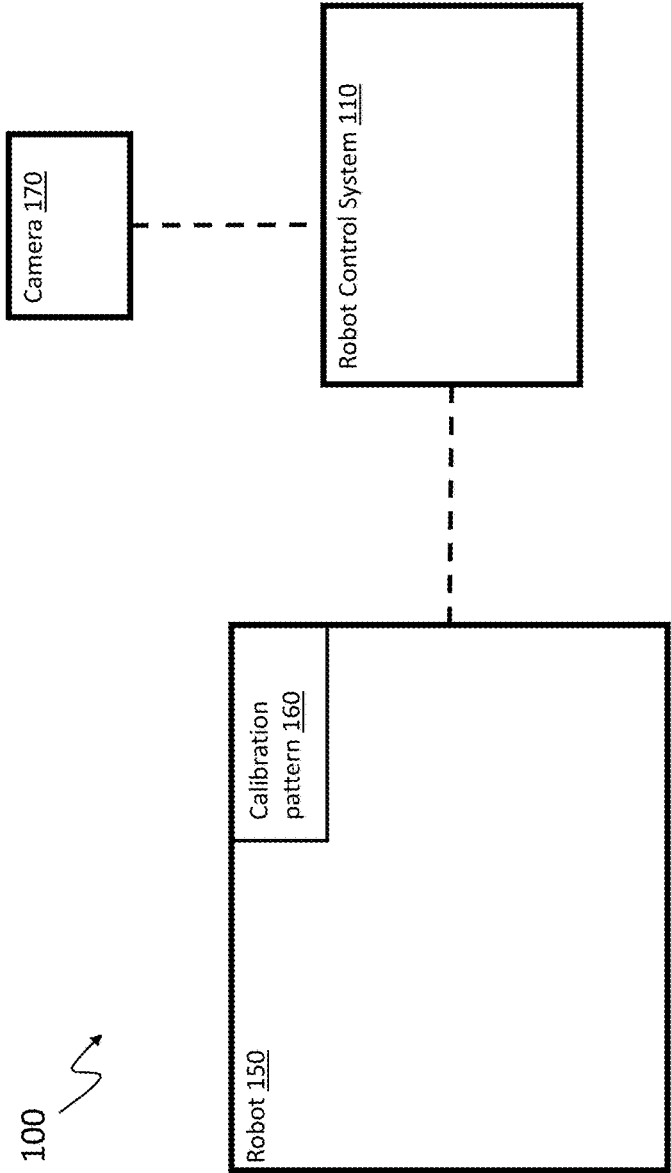 100
Camera 170
Calibration
pattern 160
Robot 150
Robot Control System 110